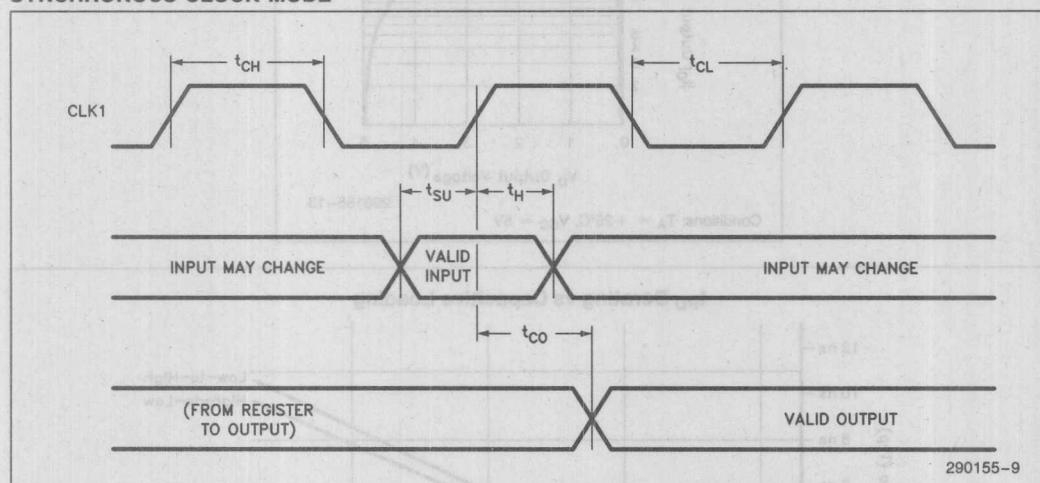 SYNCHRONOUS CLOCK MODE
tCH
tCL
CLK1
tSU
tH
INPUT MAY CHANGE
VALID
INPUT
INPUT MAY CHANGE
tCO
(FROM REGISTER
TO OUTPUT)
VALID OUTPUT
290155-9